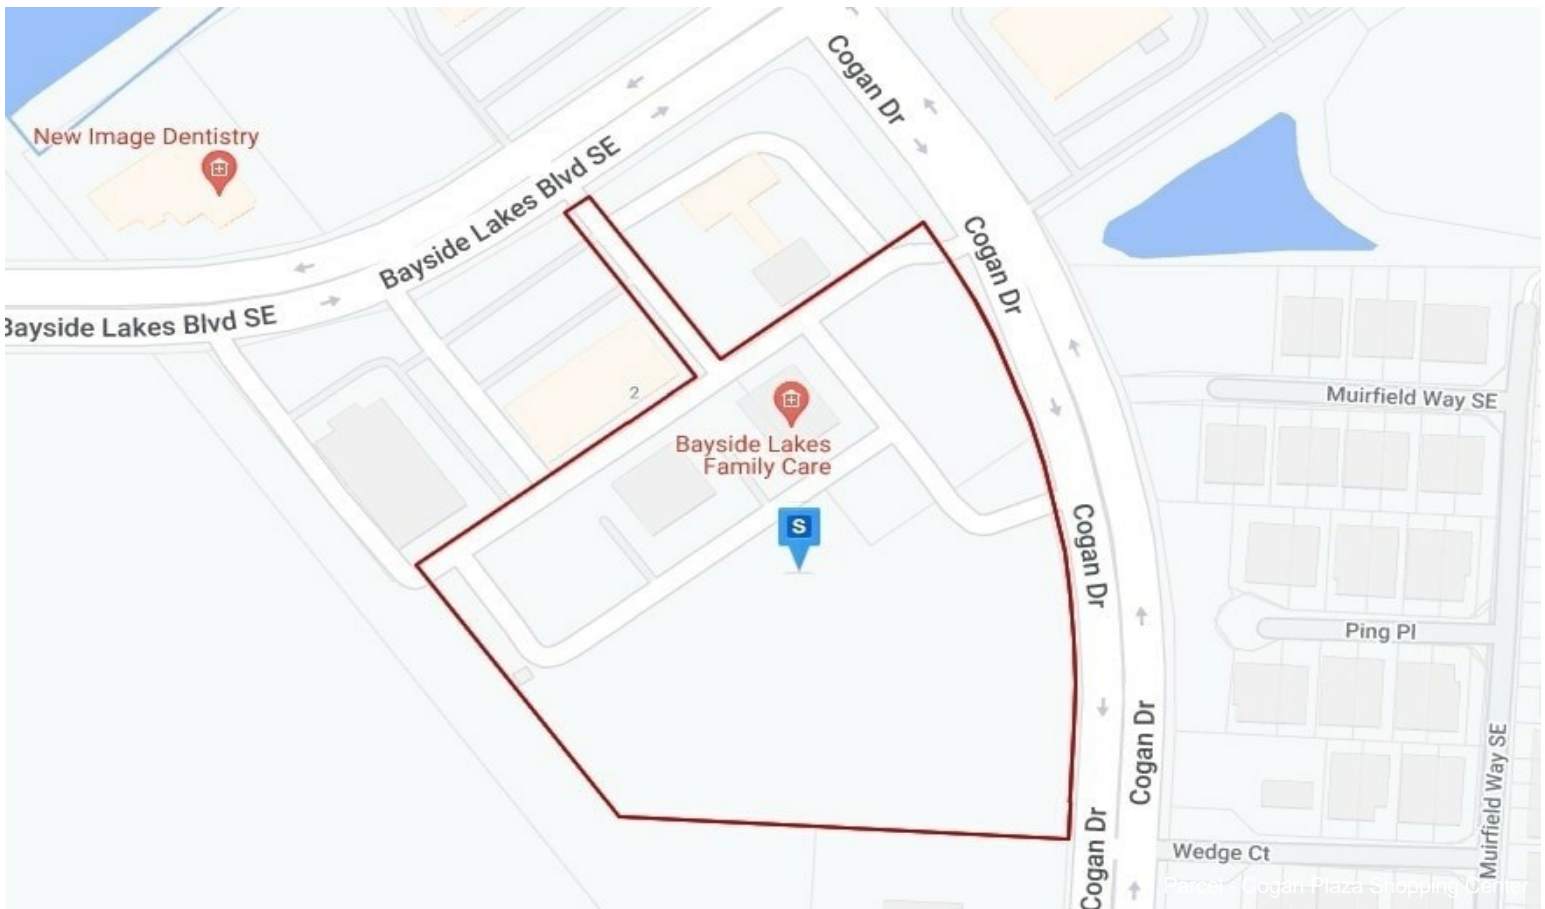 Cogan Dr
New Image Dentistry
Bayside Lakes Blvd SE
Cogan Dr
Bayside Lakes Blvd SE
Muirfield Way SE
2
Bayside Lakes
Family Care
S
Cogan Dr
Ping Pl
Cogan Dr
Muirfield Way SE
Cogan Dr
Wedge Ct
Parcel - Cogan Plaza Shopping Center